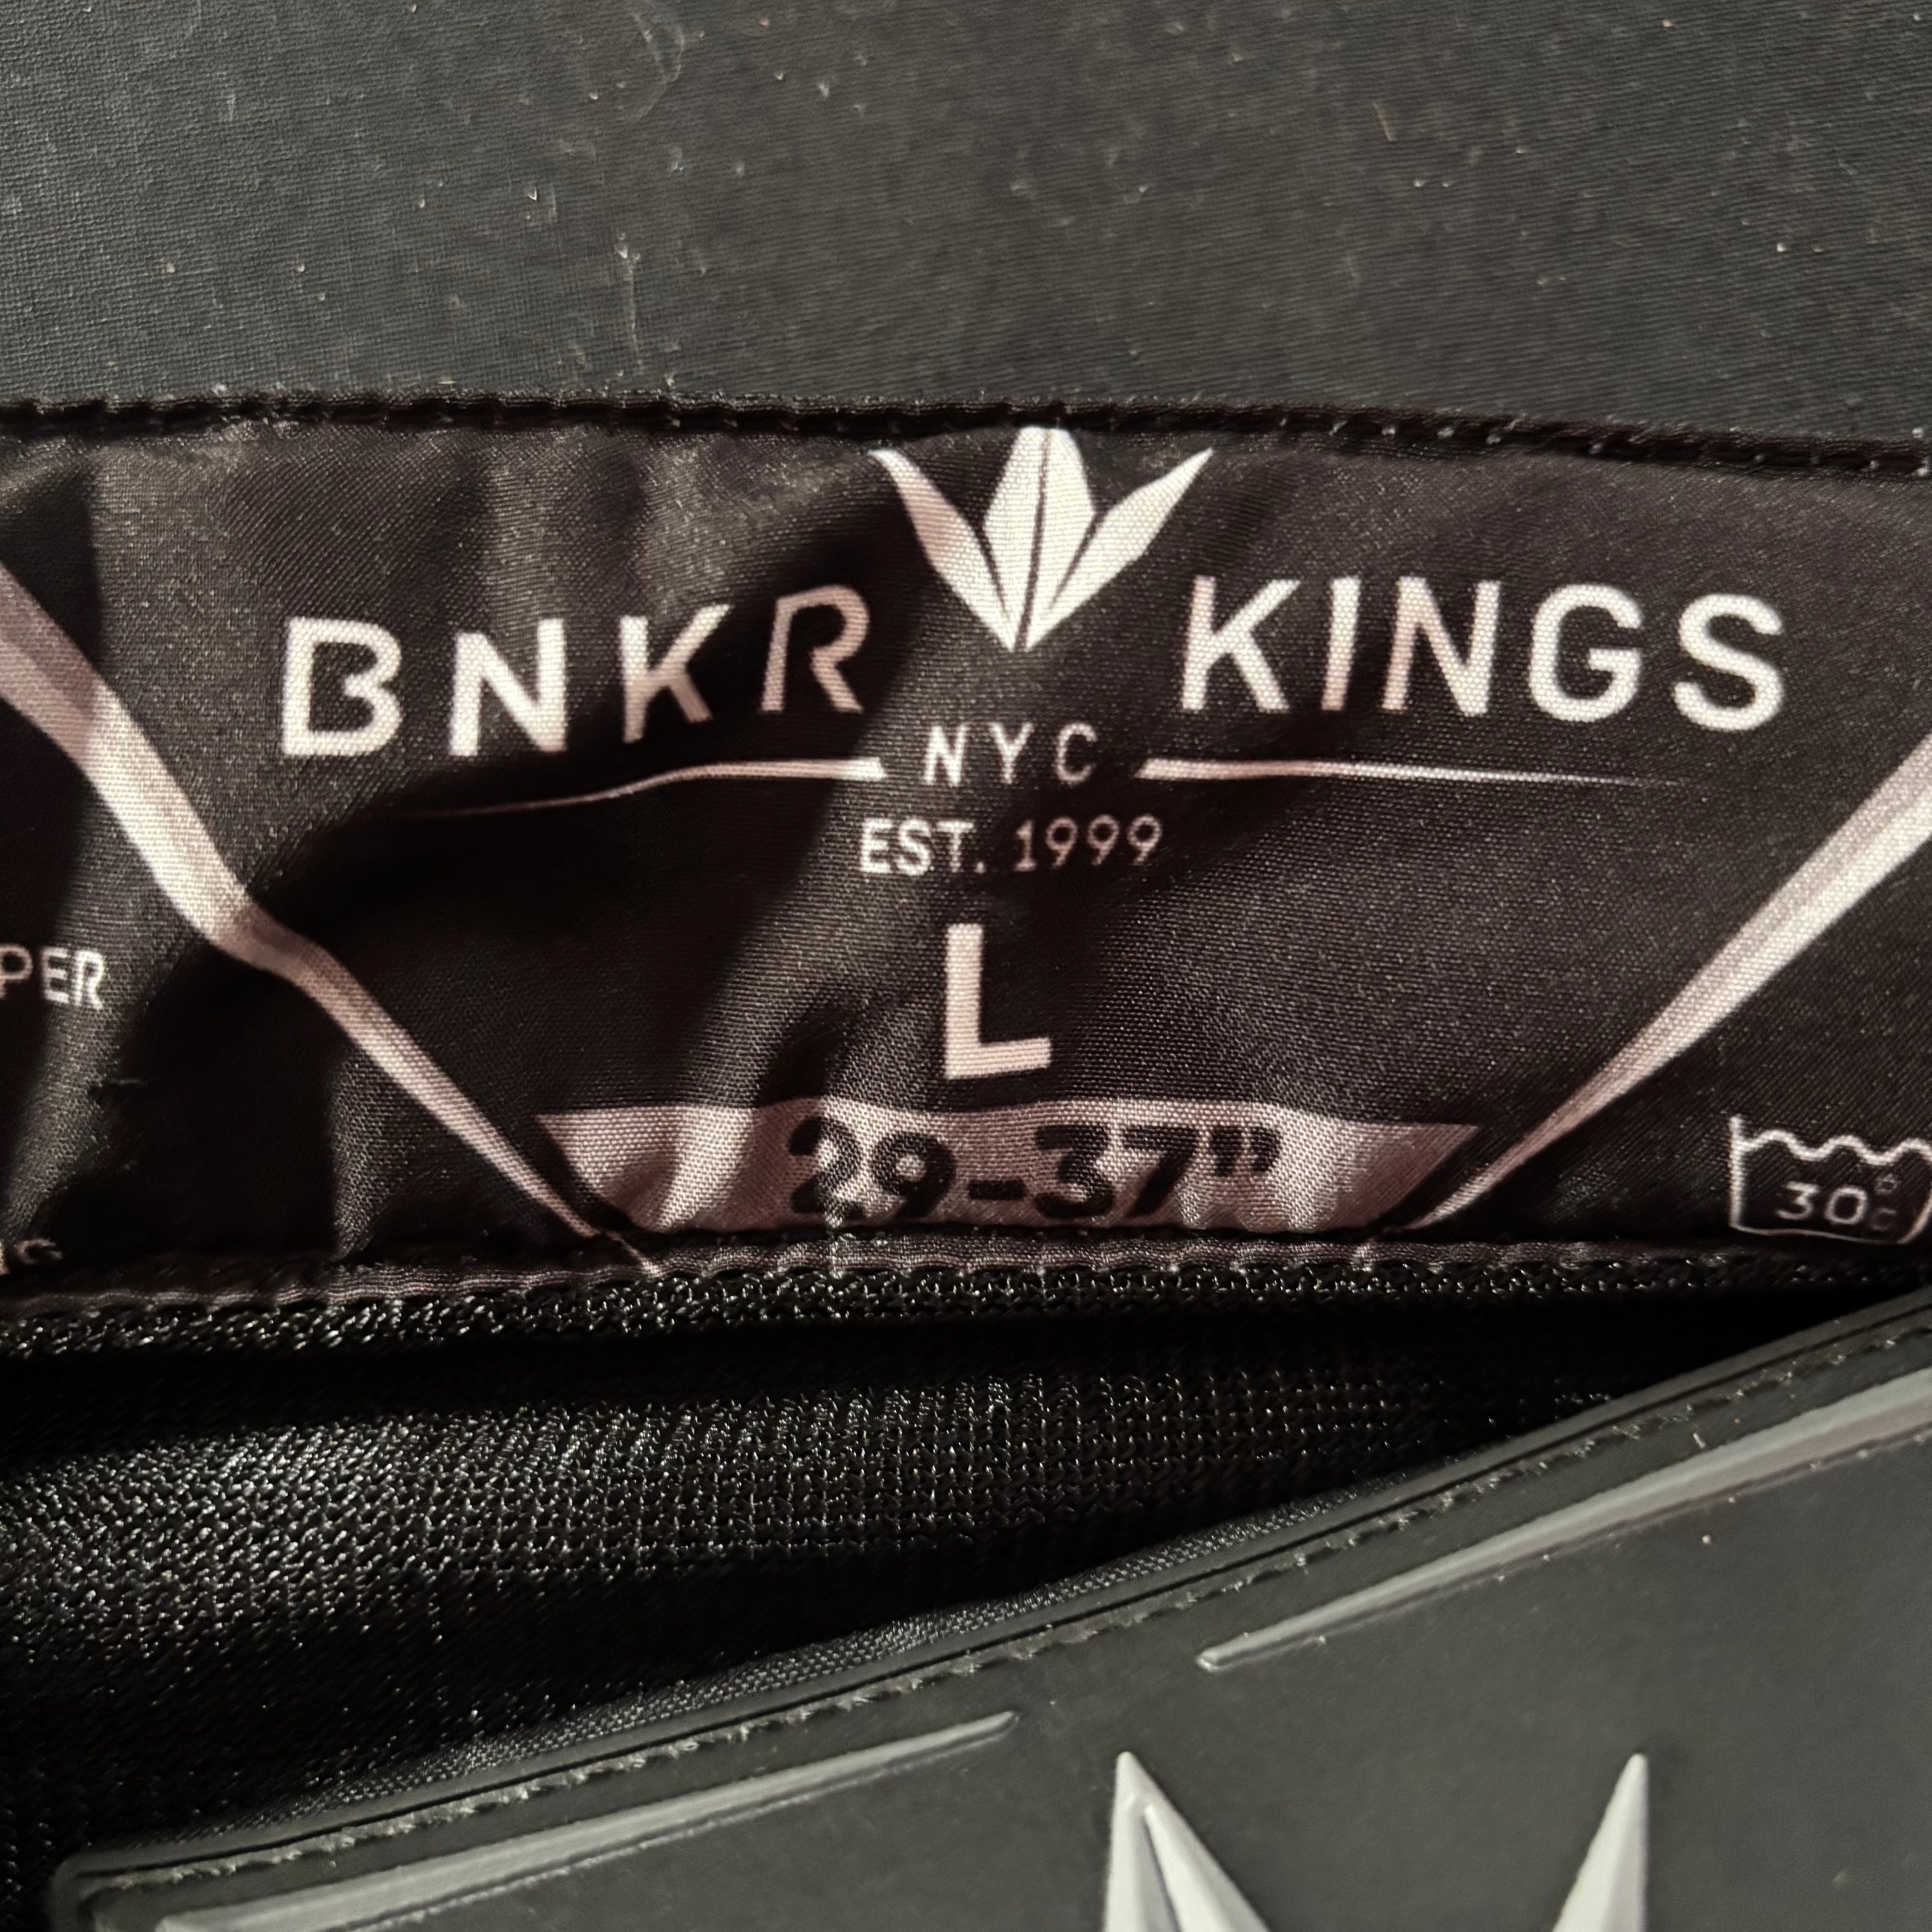 BNKR KINGS
NYC
EST. 1999
PER
L
29-37"
30°C